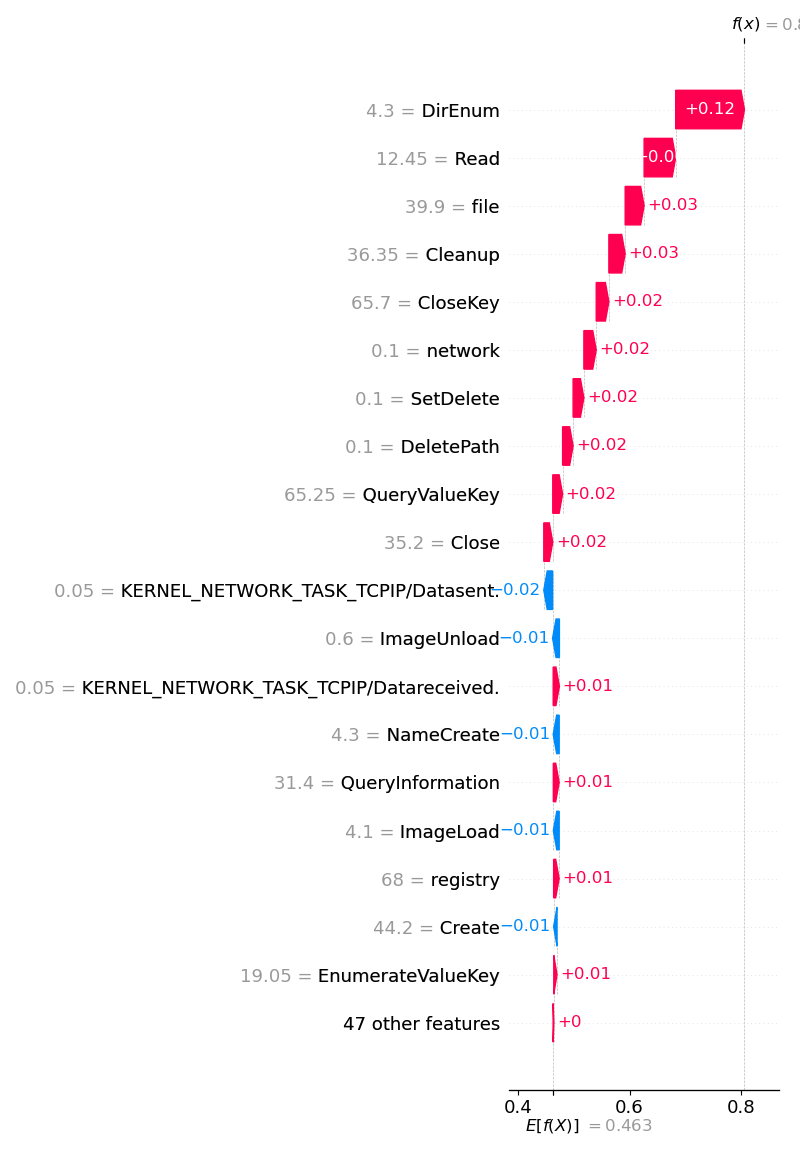 f(x) = 0.8
4.3 = DirEnum
+0.12
12.45 = Read
+0.0
39.9 = file
+0.03
36.35 = Cleanup
+0.03
65.7 = CloseKey
+0.02
0.1 = network
+0.02
0.1 = SetDelete
+0.02
0.1 = DeletePath
+0.02
65.25 = QueryValueKey
+0.02
35.2 = Close
+0.02
0.05 = KERNEL_NETWORK_TASK_TCPIP/Datasent.
−0.02
0.6 = ImageUnload
−0.01
0.05 = KERNEL_NETWORK_TASK_TCPIP/Datareceived.
+0.01
4.3 = NameCreate
−0.01
31.4 = QueryInformation
+0.01
4.1 = ImageLoad
−0.01
68 = registry
+0.01
44.2 = Create
−0.01
19.05 = EnumerateValueKey
+0.01
47 other features
+0
0.4 0.6 0.8
E[f(X)] = 0.463